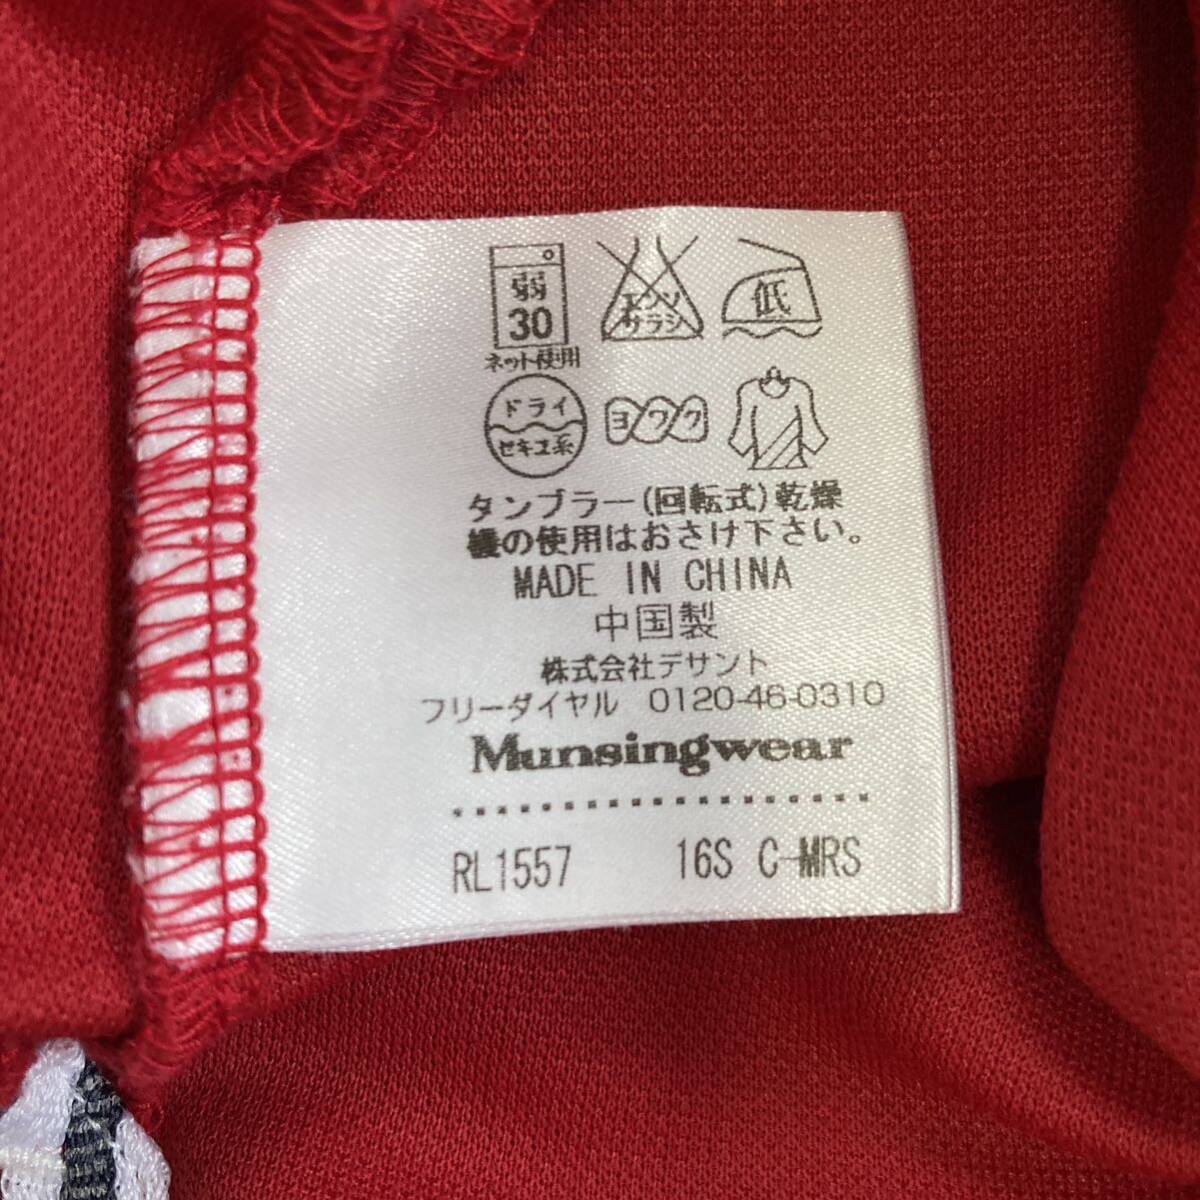 弱 エンソ 低
30 サラシ
ネット使用
ドライ ヨワク
セキユ系
タンブラー(回転式)乾燥
機の使用はおさけ下さい。
MADE IN CHINA
中国製
株式会社デサント
フリーダイヤル 0120-46-0310
Munsingwear
RL1557 16S C-MRS